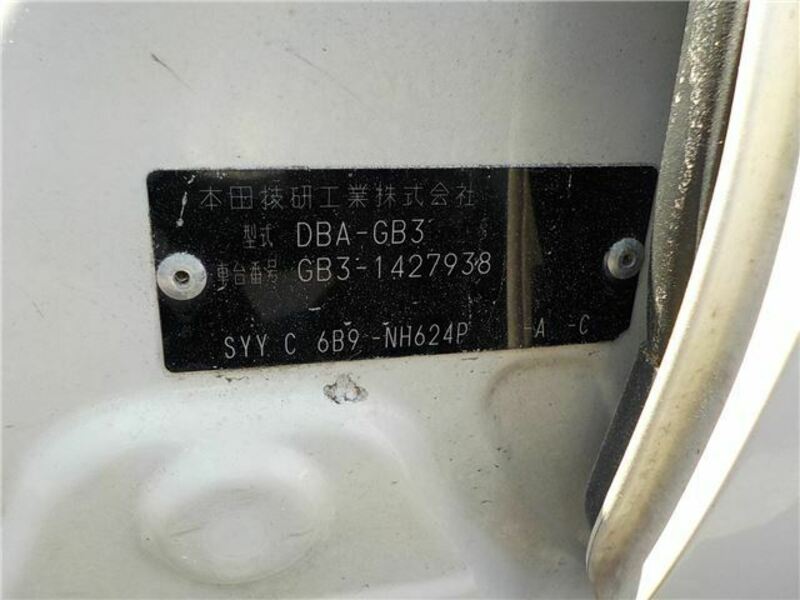 本田技研工業株式会社
型式 DBA-GB3
車台番号 GB3-1427938
SYY C 6B9 -NH624P -A -C